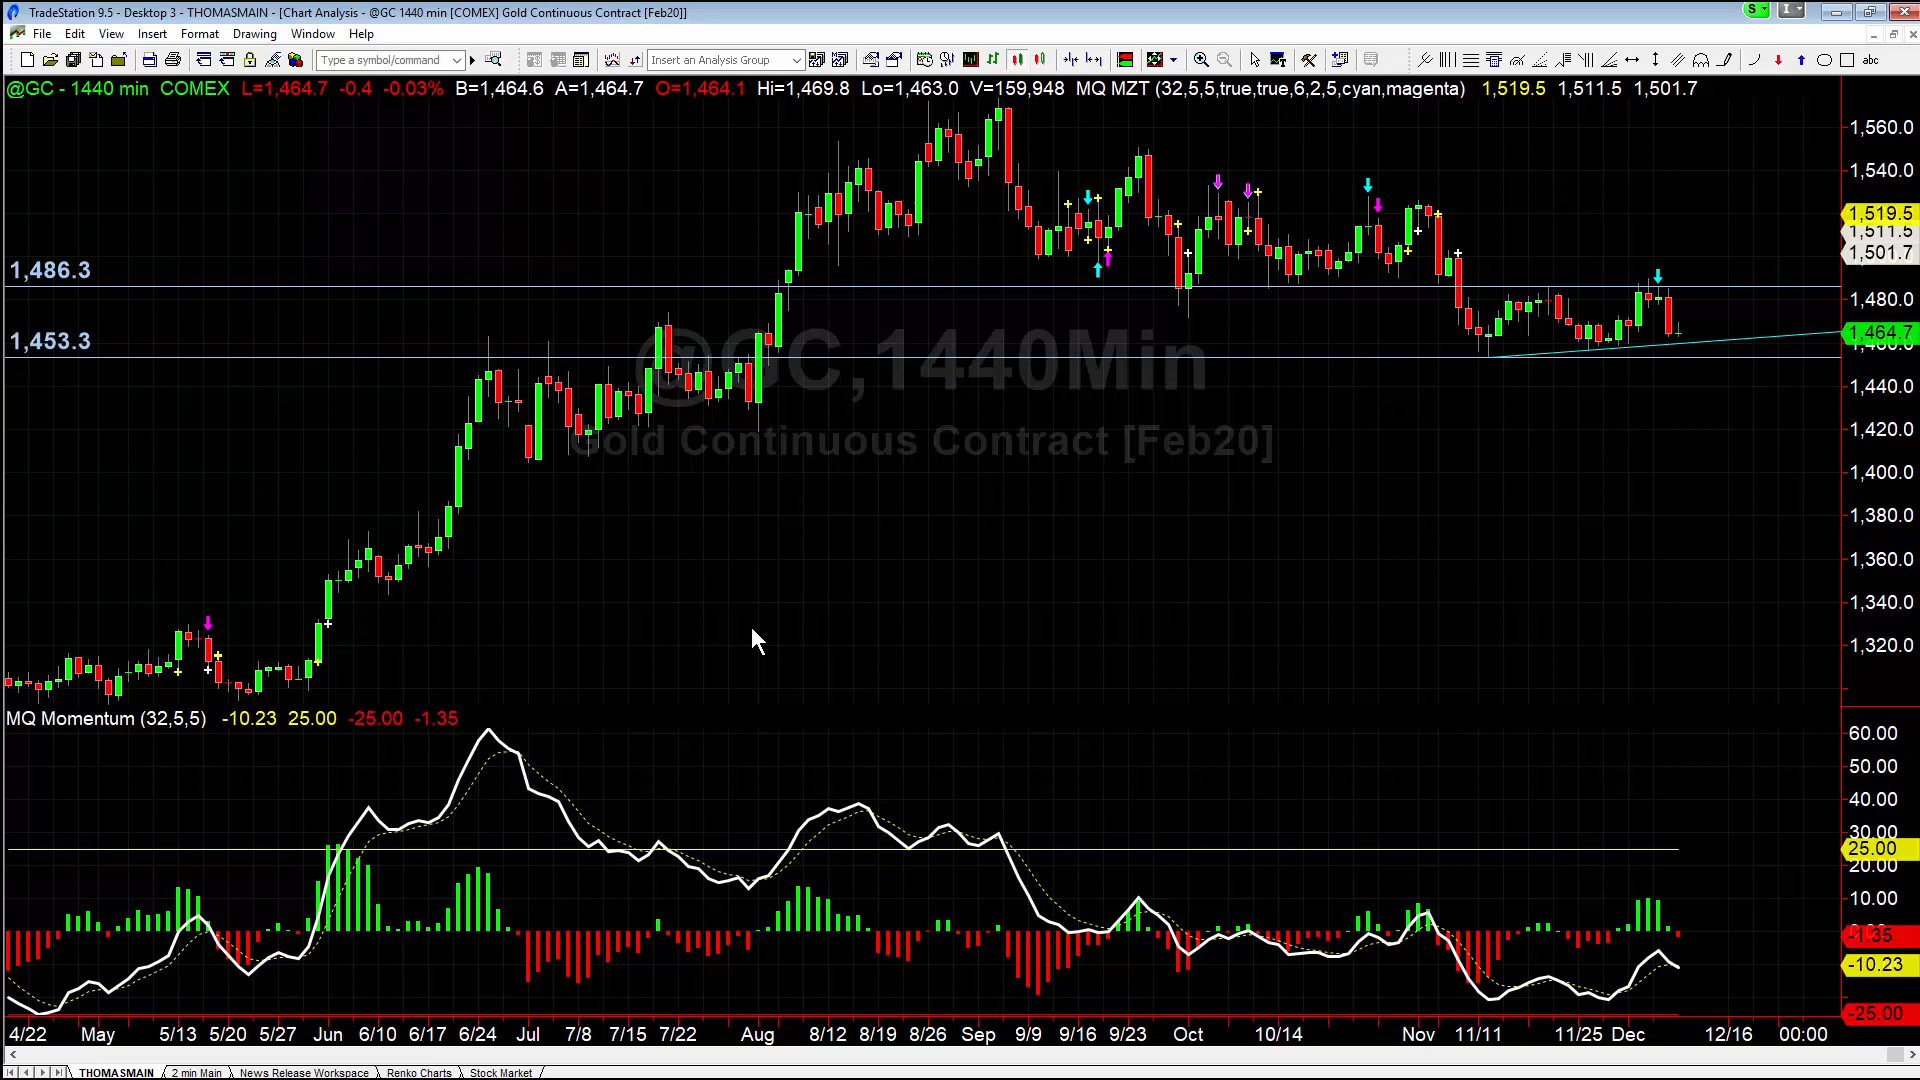 TradeStation 9.5 - Desktop 3 - THOMASMAIN - [Chart Analysis - @GC 1440 min [COMEX] Gold Continuous Contract [Feb20]]
S I
File Edit View Insert Format Drawing Window Help
Type a symbol/command Insert an Analysis Group abc
@GC - 1440 min COMEX L=1,464.7 -0.4 -0.03% B=1,464.6 A=1,464.7 O=1,464.1 Hi=1,469.8 Lo=1,463.0 V=159,948 MQ MZT (32,5,5,true,true,6,2,5,cyan,magenta) 1,519.5 1,511.5 1,501.7
1,560.0
1,540.0
1,519.5
1,511.5
1,501.7
1,486.3
1,480.0
1,464.7
1,460.0
1,453.3
@GC,1440Min
1,440.0
1,420.0
Gold Continuous Contract [Feb20]
1,400.0
1,380.0
1,360.0
1,340.0
1,320.0
MQ Momentum (32,5,5) -10.23 25.00 -25.00 -1.35
60.00
50.00
40.00
30.00
25.00
20.00
10.00
-1.35
-10.23
-25.00
4/22 May 5/13 5/20 5/27 Jun 6/10 6/17 6/24 Jul 7/8 7/15 7/22 Aug 8/12 8/19 8/26 Sep 9/9 9/16 9/23 Oct 10/14 Nov 11/11 11/25 Dec 12/16 00:00
THOMASMAIN 2 min Main News Release Workspace Renko Charts Stock Market